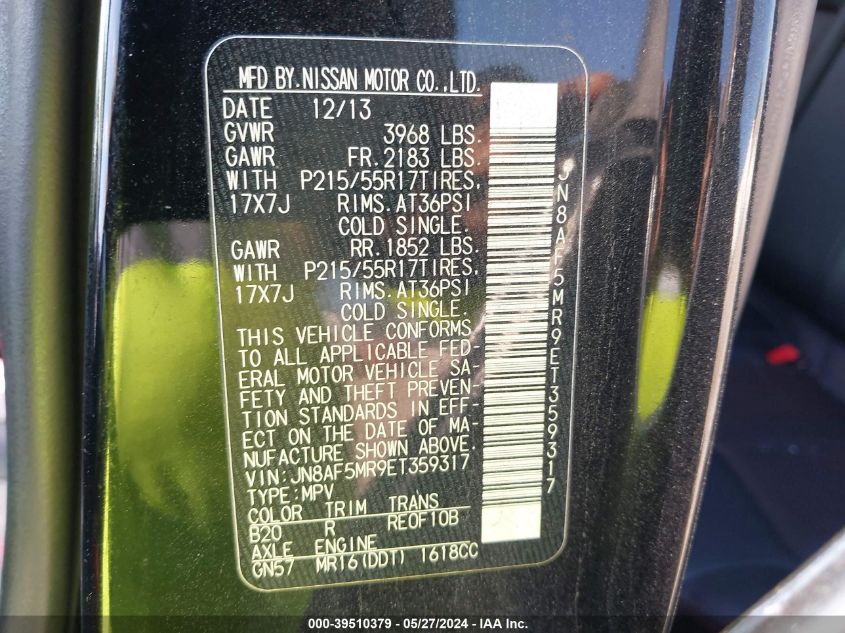 MFD BY.NISSAN MOTOR CO.,LTD.
DATE 12/13
GVWR 3968 LBS.
GAWR FR.2183 LBS.
WITH P215/55R17TIRES,
17X7J RIMS.AT36PSI
COLD SINGLE.
GAWR RR.1852 LBS.
WITH P215/55R17TIRES,
17X7J RIMS.AT36PSI
COLD SINGLE.
THIS VEHICLE CONFORMS
TO ALL APPLICABLE FED-
ERAL MOTOR VEHICLE SA-
FETY AND THEFT PREVEN-
TION STANDARDS IN EFF-
ECT ON THE DATE OF MA-
NUFACTURE SHOWN ABOVE.
VIN:JN8AF5MR9ET359317
TYPE:MPV
COLOR TRIM TRANS
B20 R REOF10B
AXLE ENGINE
GN57 MR16(DDT) 1618CC
JN8AF5MR9ET359317
000-39510379 - 05/27/2024 - IAA Inc.